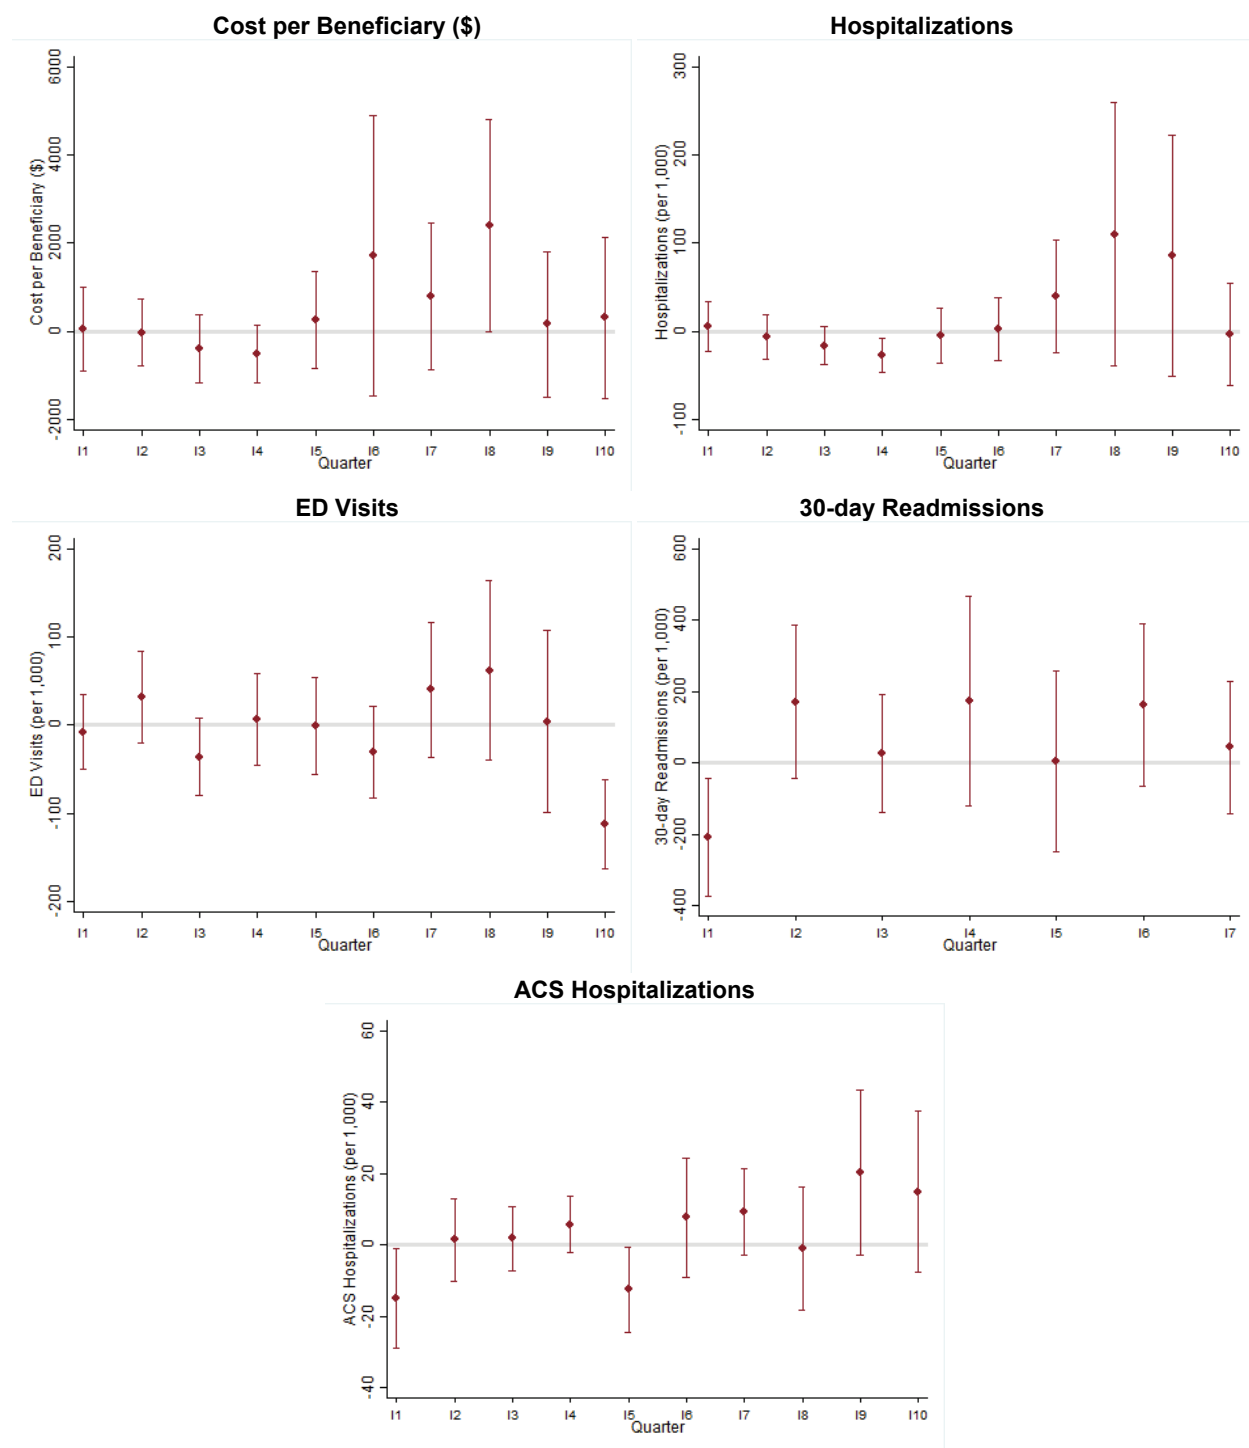 Cost per Beneficiary ($)
Cost per Beneficiary ($)
6000
4000
2000
0
-2000
I1 I2 I3 I4 I5 I6 I7 I8 I9 I10
Quarter
Hospitalizations
Hospitalizations (per 1,000)
300
200
100
0
-100
I1 I2 I3 I4 I5 I6 I7 I8 I9 I10
Quarter
ED Visits
ED Visits (per 1,000)
200
100
0
-100
-200
I1 I2 I3 I4 I5 I6 I7 I8 I9 I10
Quarter
30-day Readmissions
30-day Readmissions (per 1,000)
600
400
200
0
-200
-400
I1 I2 I3 I4 I5 I6 I7
Quarter
ACS Hospitalizations
ACS Hospitalizations (per 1,000)
60
40
20
0
-20
-40
I1 I2 I3 I4 I5 I6 I7 I8 I9 I10
Quarter